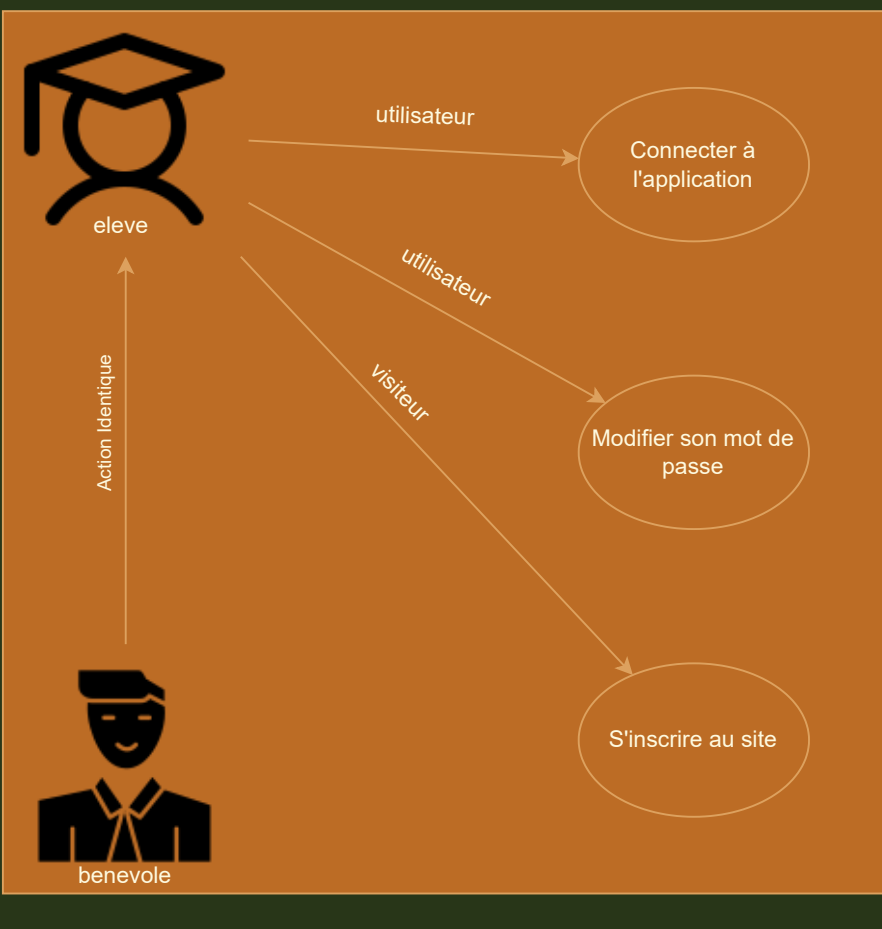 utilisateur
Connecter à
l'application
eleve
utilisateur
visiteur
Action Identique
Modifier son mot de
passe
S'inscrire au site
benevole